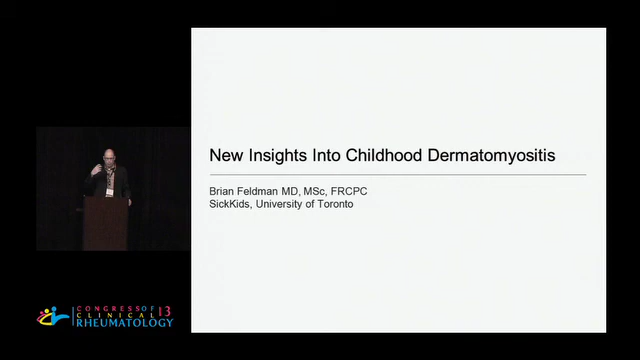 New Insights Into Childhood Dermatomyositis
Brian Feldman MD, MSc, FRCPC
SickKids, University of Toronto
CONGRESS OF 13
CLINICAL
RHEUMATOLOGY